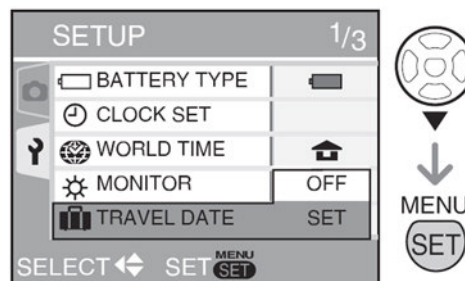 SETUP 1/3
BATTERY TYPE
CLOCK SET
WORLD TIME
MONITOR OFF
TRAVEL DATE SET
SELECT SET MENU SET
MENU
SET